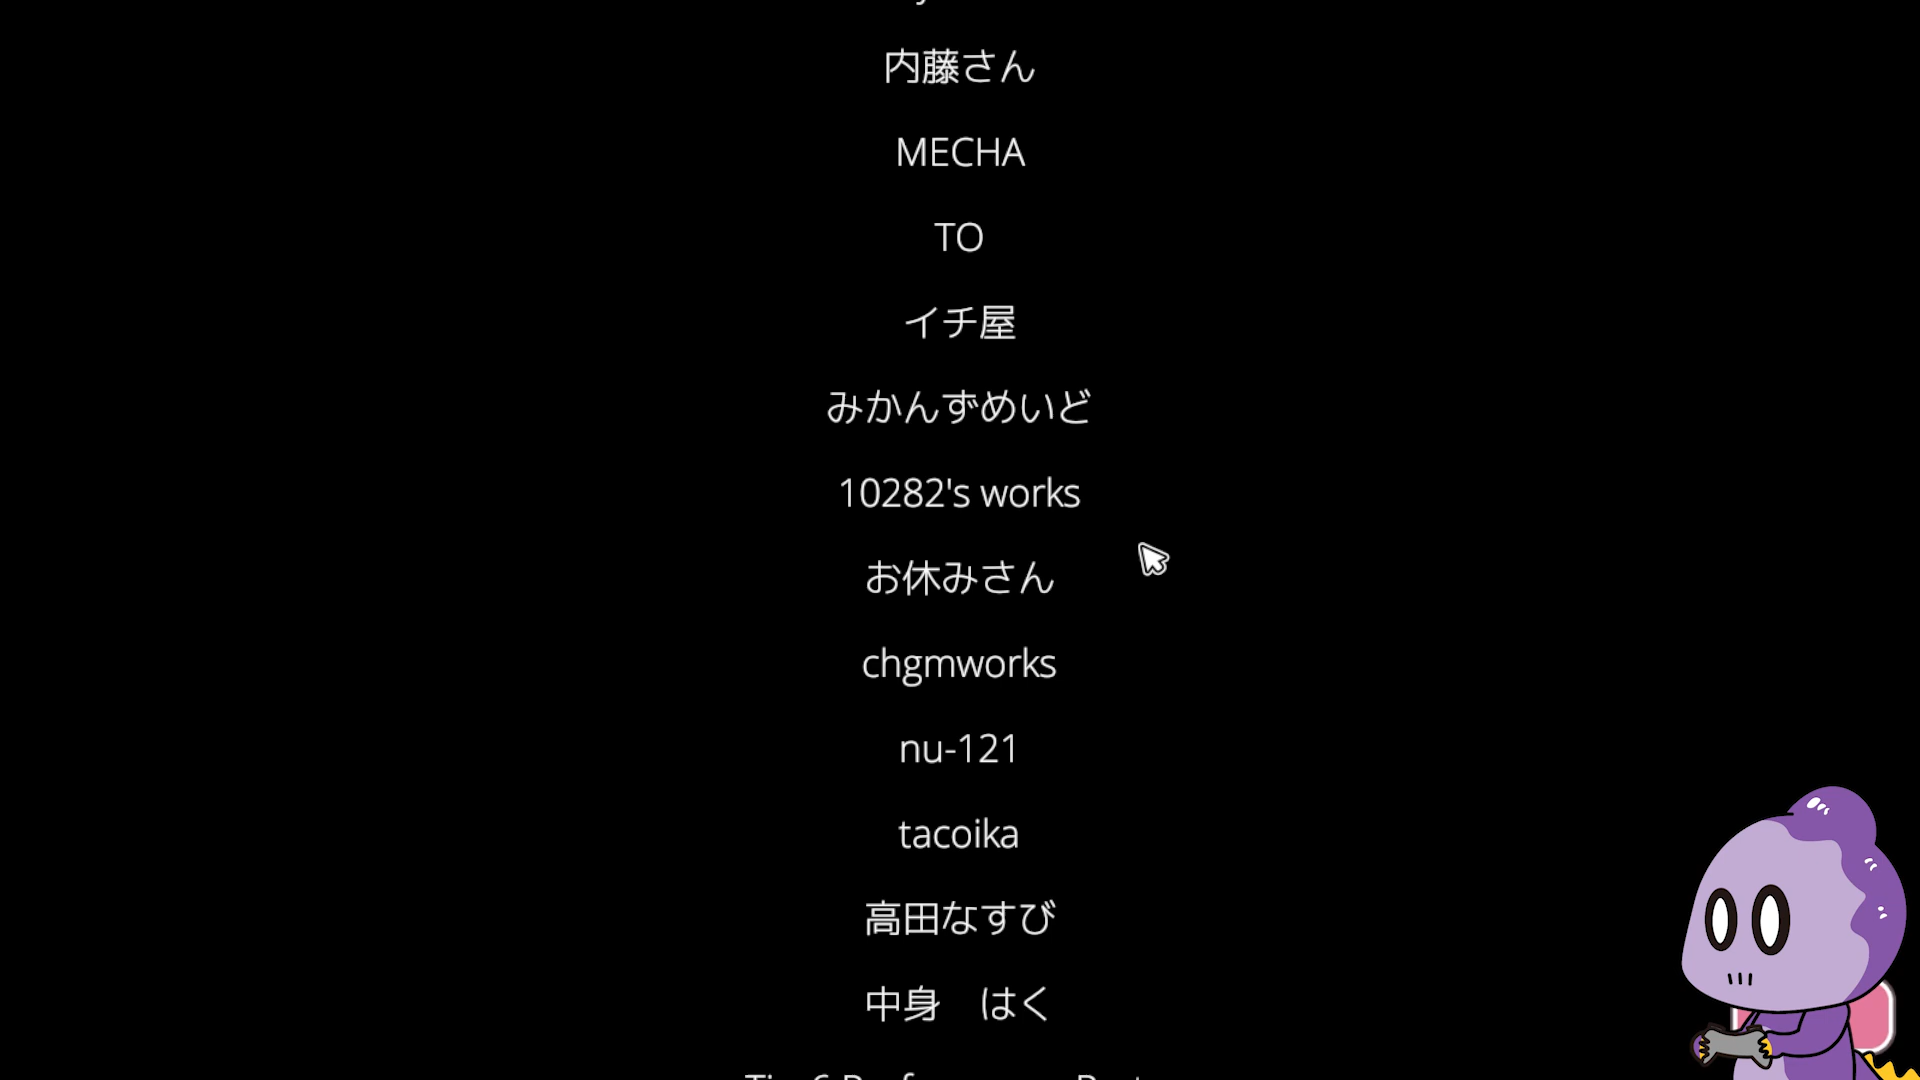 内藤さん
MECHA
TO
イチ屋
みかんずめいど
10282's works
お休みさん
chgmworks
nu-121
tacoika
高田なすび
中身　はく